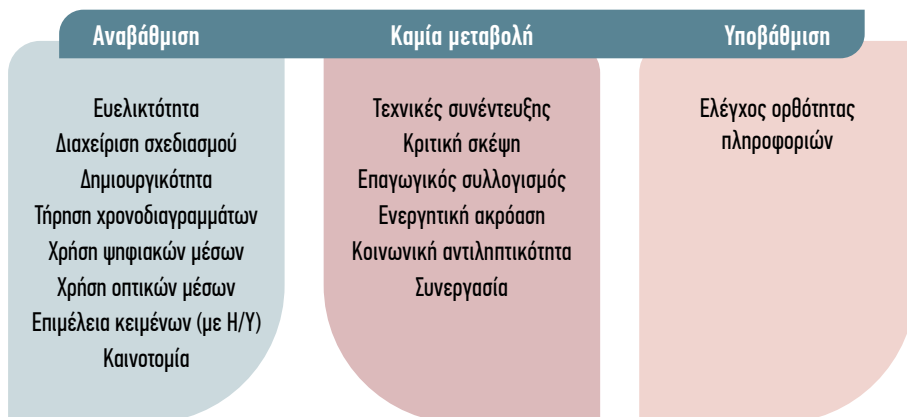 Αναβάθμιση
Καμία μεταβολή
Υποβάθμιση
Ευελικτότητα
Διαχείριση σχεδιασμού
Δημιουργικότητα
Τήρηση χρονοδιαγραμμάτων
Χρήση ψηφιακών μέσων
Χρήση οπτικών μέσων
Επιμέλεια κειμένων (με Η/Υ)
Καινοτομία
Τεχνικές συνέντευξης
Κριτική σκέψη
Επαγωγικός συλλογισμός
Ενεργητική ακρόαση
Κοινωνική αντιληπτικότητα
Συνεργασία
Ελέγχος ορθότητας
πληροφοριών